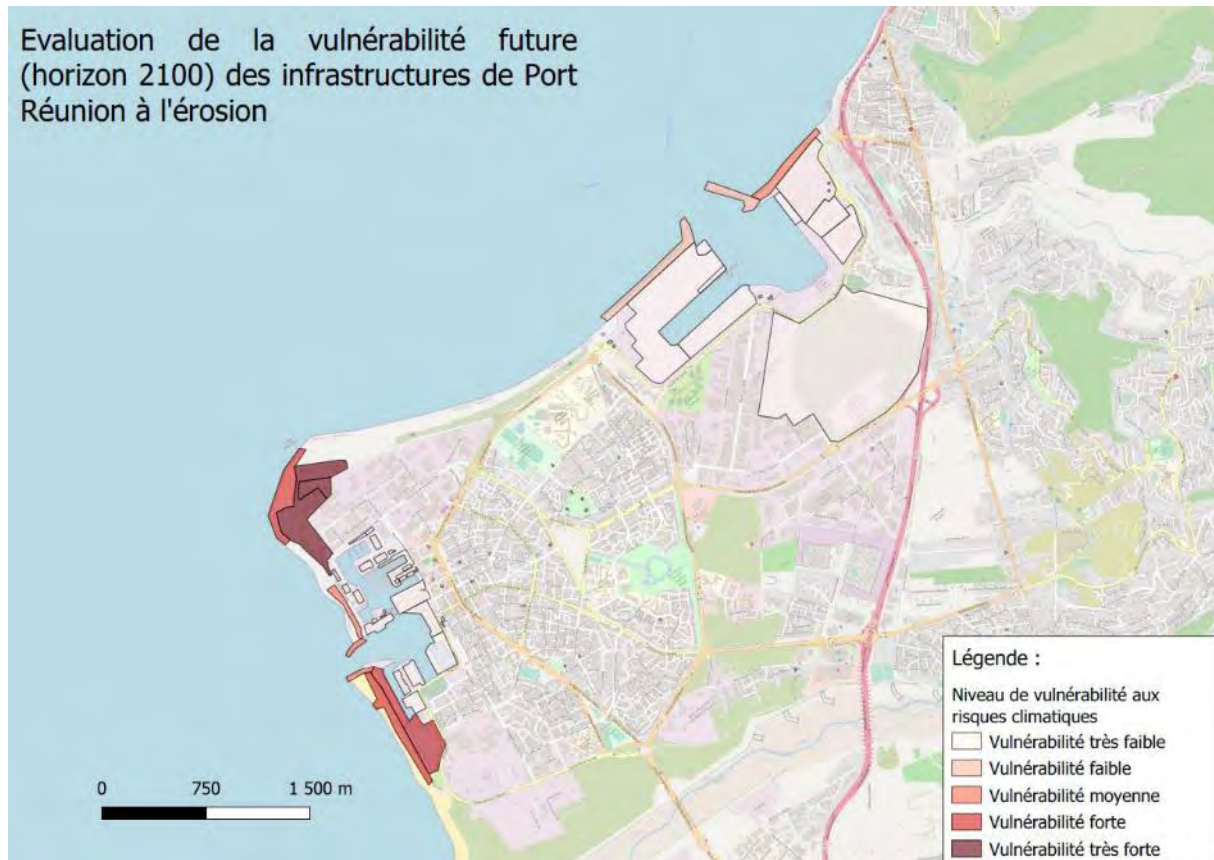 Evaluation de la vulnérabilité future
(horizon 2100) des infrastructures de Port
Réunion à l'érosion
0 750 1 500 m
Légende :
Niveau de vulnérabilité aux
risques climatiques
Vulnérabilité très faible
Vulnérabilité faible
Vulnérabilité moyenne
Vulnérabilité forte
Vulnérabilité très forte